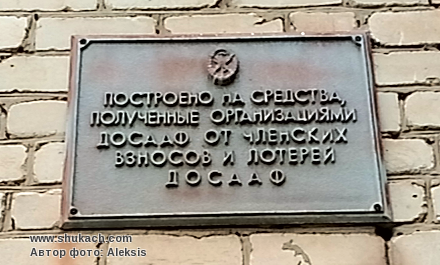 ПОСТРОЕНО НА СРЕДСТВА,
ПОЛУЧЕННЫЕ ОРГАНИЗАЦИЯМИ
ДОСААФ ОТ ЧЛЕНСКИХ
ВЗНОСОВ И ЛОТЕРЕЙ
ДОСААФ
www.shukach.com
Автор фото: Aleksis